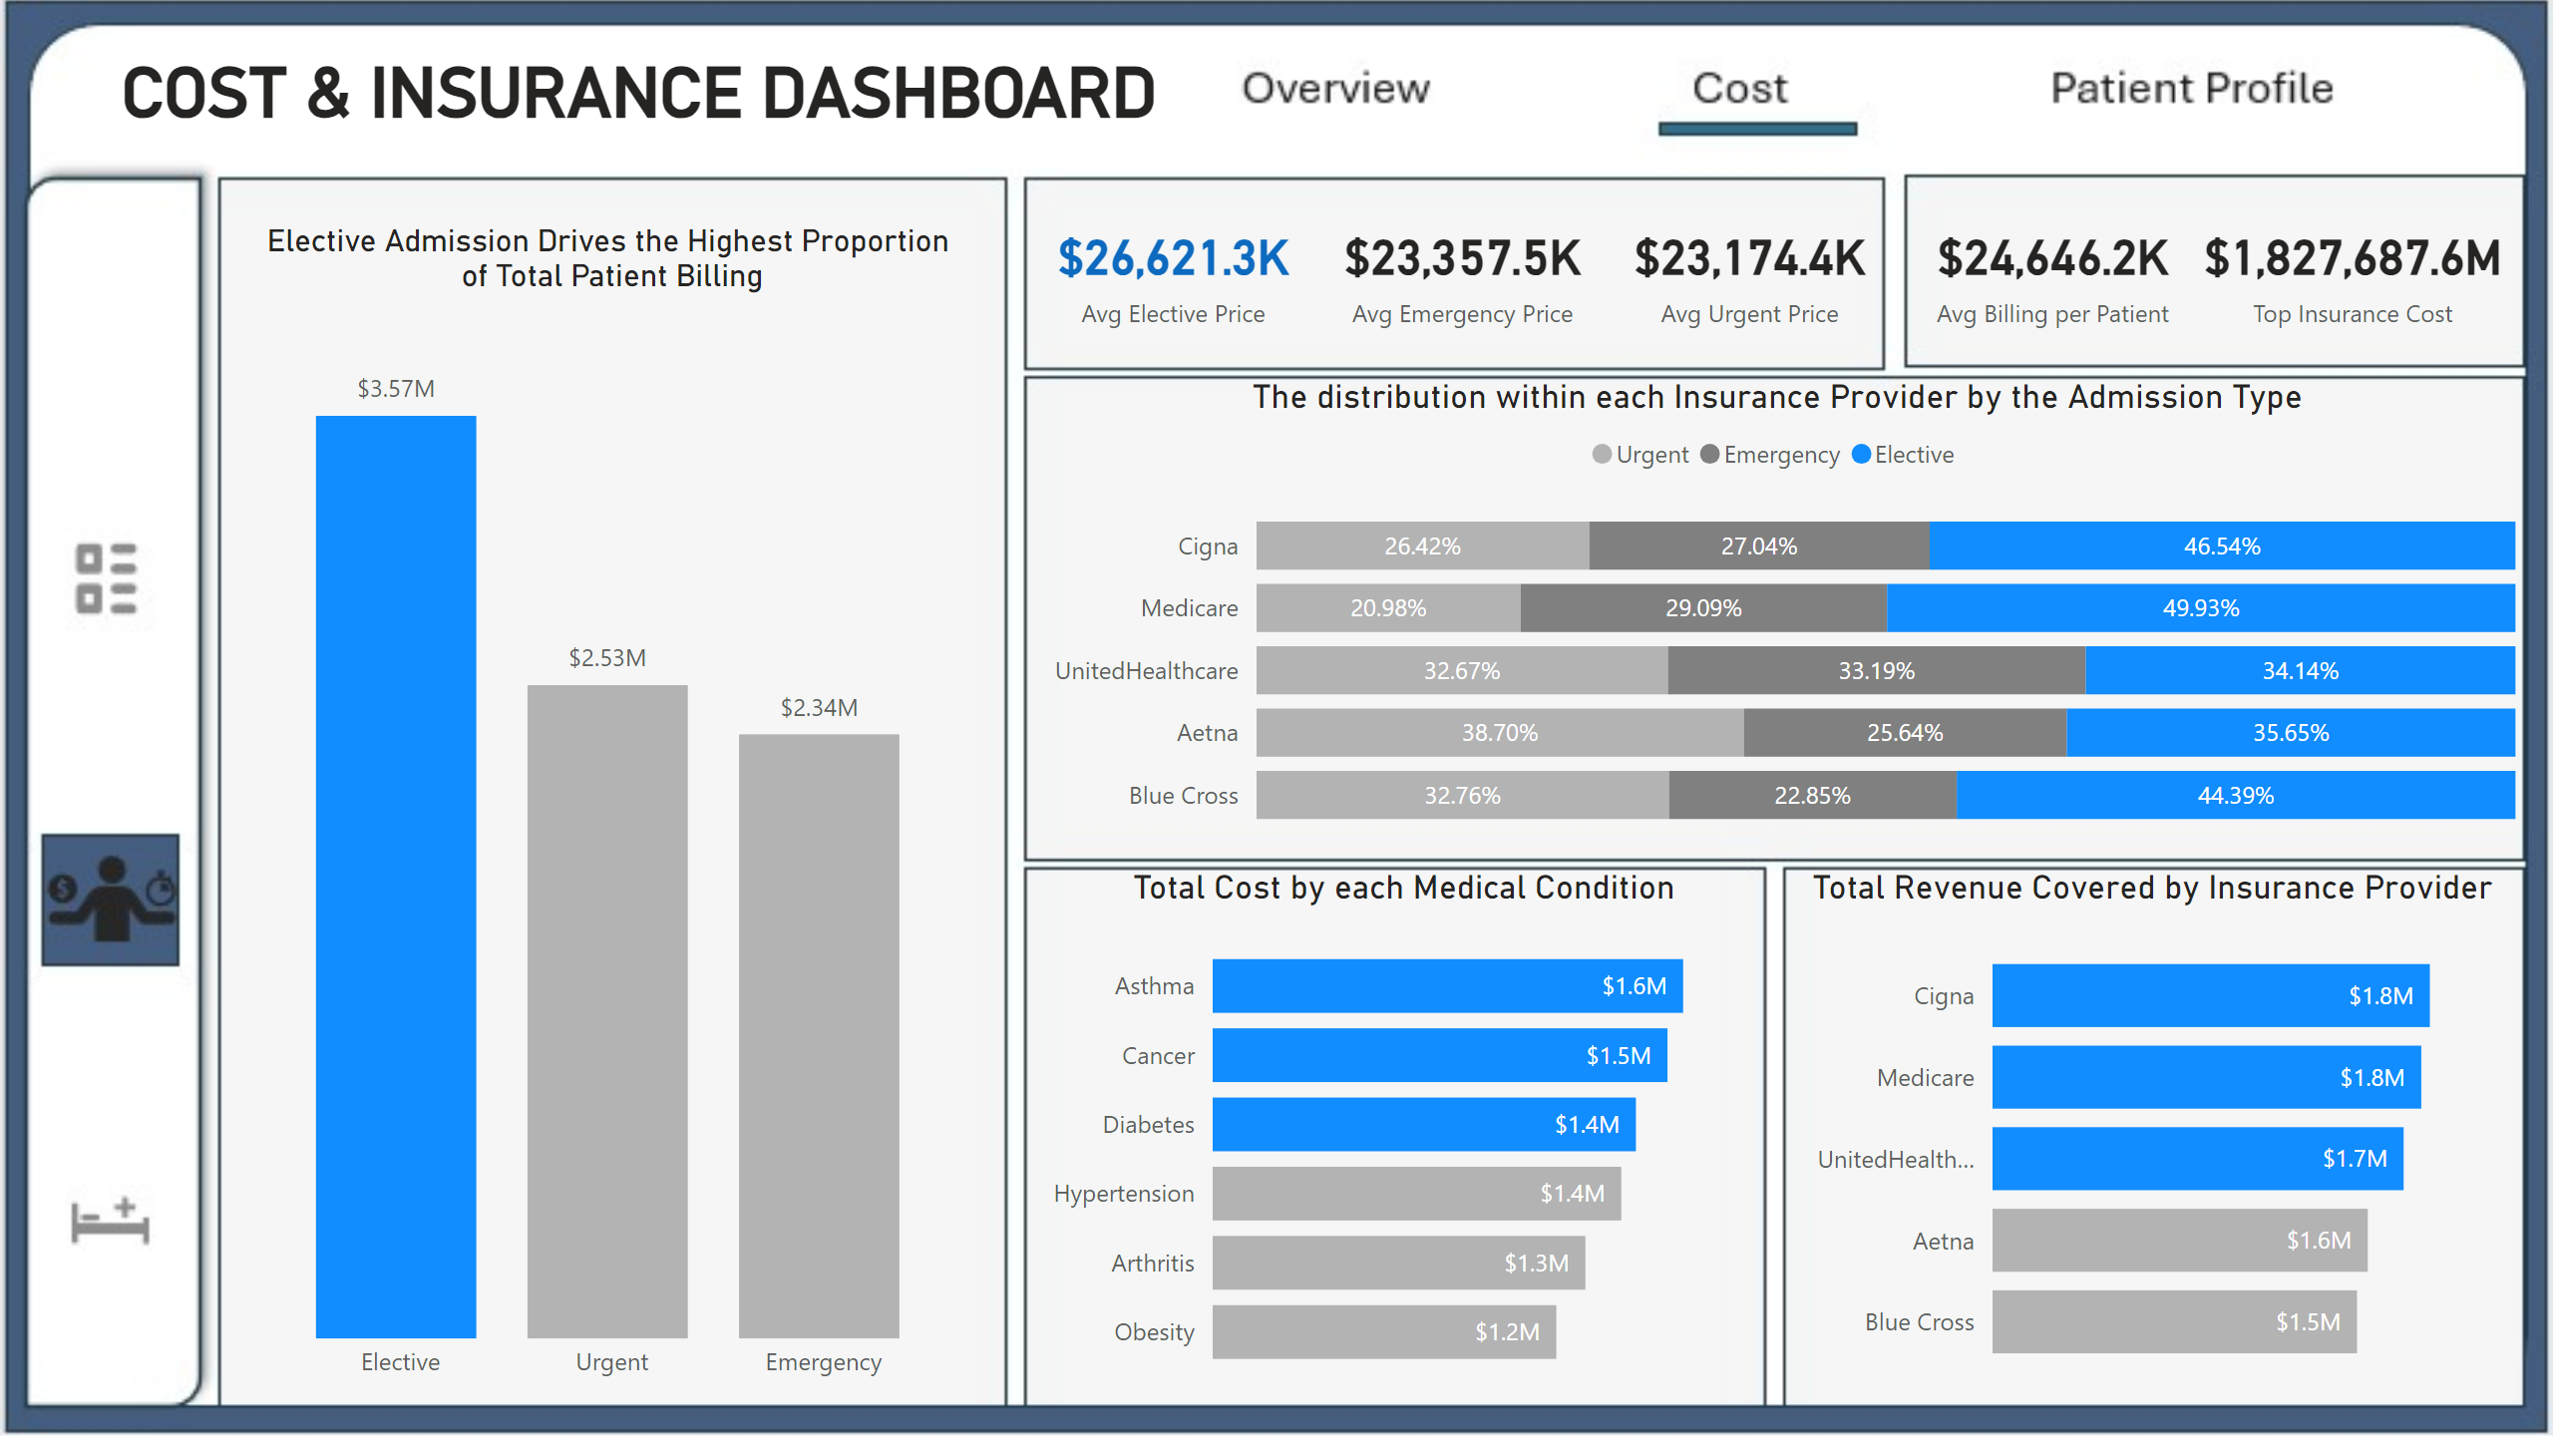 COST & INSURANCE DASHBOARD
Overview
Cost
Patient Profile
Elective Admission Drives the Highest Proportion
of Total Patient Billing
$3.57M
$2.53M
$2.34M
Elective
Urgent
Emergency
$26,621.3K
Avg Elective Price
$23,357.5K
Avg Emergency Price
$23,174.4K
Avg Urgent Price
$24,646.2K
Avg Billing per Patient
$1,827,687.6M
Top Insurance Cost
The distribution within each Insurance Provider by the Admission Type
Urgent Emergency Elective
Cigna 26.42% 27.04% 46.54%
Medicare 20.98% 29.09% 49.93%
UnitedHealthcare 32.67% 33.19% 34.14%
Aetna 38.70% 25.64% 35.65%
Blue Cross 32.76% 22.85% 44.39%
Total Cost by each Medical Condition
Asthma $1.6M
Cancer $1.5M
Diabetes $1.4M
Hypertension $1.4M
Arthritis $1.3M
Obesity $1.2M
Total Revenue Covered by Insurance Provider
Cigna $1.8M
Medicare $1.8M
UnitedHealth... $1.7M
Aetna $1.6M
Blue Cross $1.5M